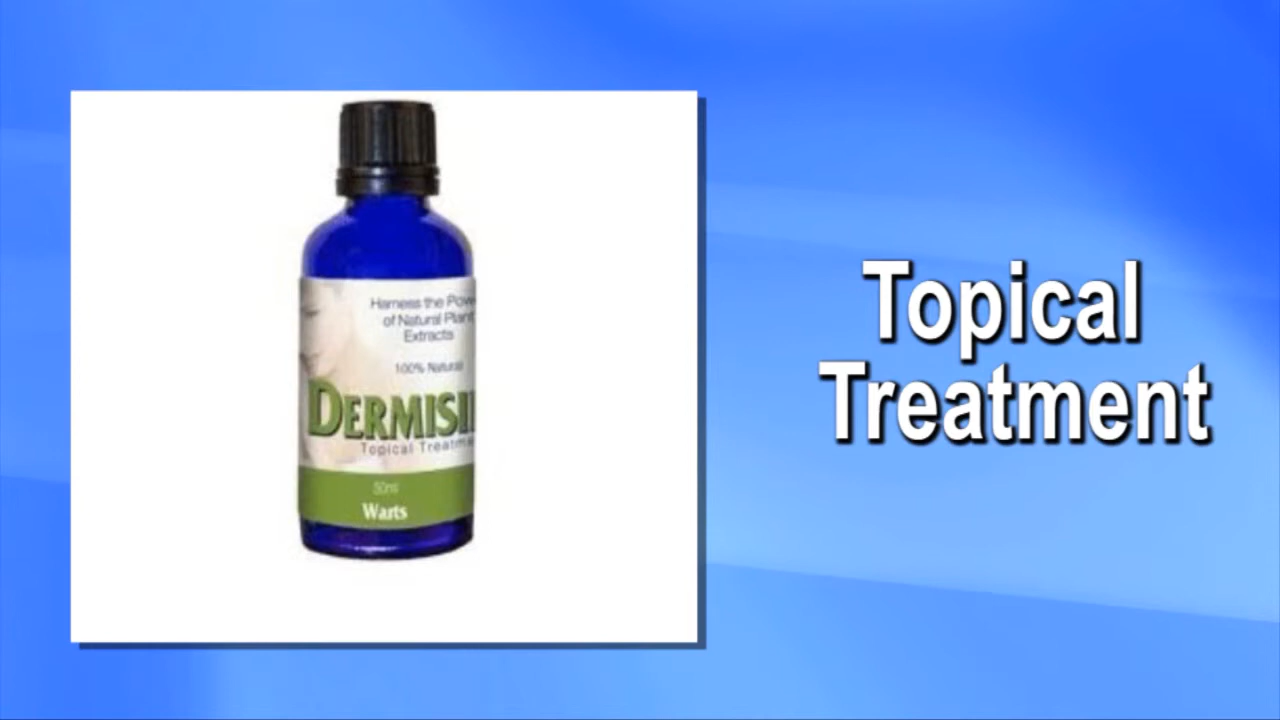 Harness the Powe
of Natural Plant
Extracts
100% Natural
DERMISI
Topical Treatm
50ml
Warts
Topical
Treatment